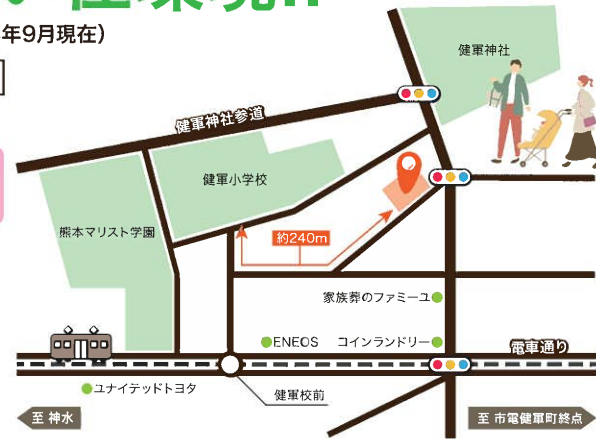 年9月現在）
健軍神社
健軍神社参道
健軍小学校
熊本マリスト学園
約240m
家族葬のファミーユ
ENEOS
コインランドリー
電車通り
ユナイテッドトヨタ
健軍校前
至 神水
至 市電健軍町終点